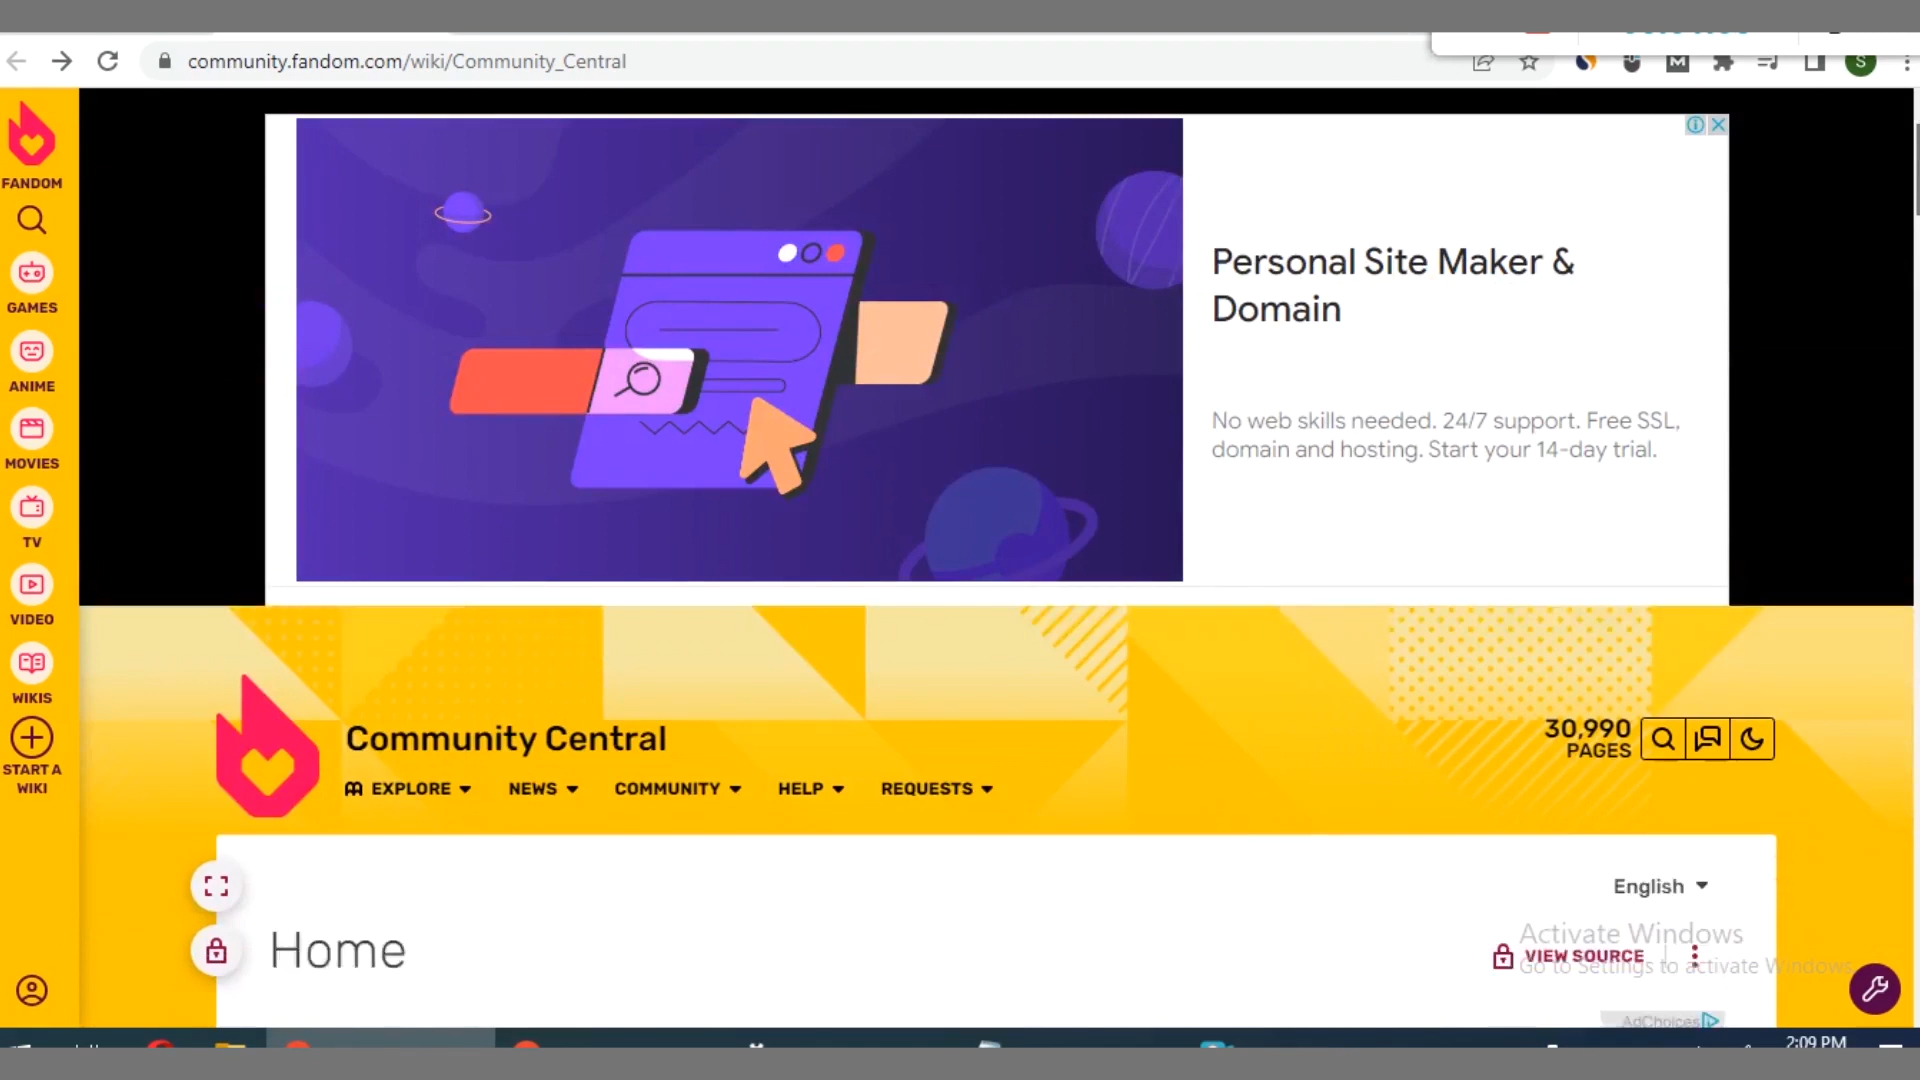 community.fandom.com/wiki/Community_Central
M
S
FANDOM
GAMES
ANIME
MOVIES
TV
VIDEO
WIKIS
START A
WIKI
Personal Site Maker &
Domain
No web skills needed. 24/7 support. Free SSL,
domain and hosting. Start your 14-day trial.
Community Central
30,990
PAGES
EXPLORE
NEWS
COMMUNITY
HELP
REQUESTS
English
Home
VIEW SOURCE
Activate Windows
Go to Settings to activate Windows.
AdChoices
2:09 PM